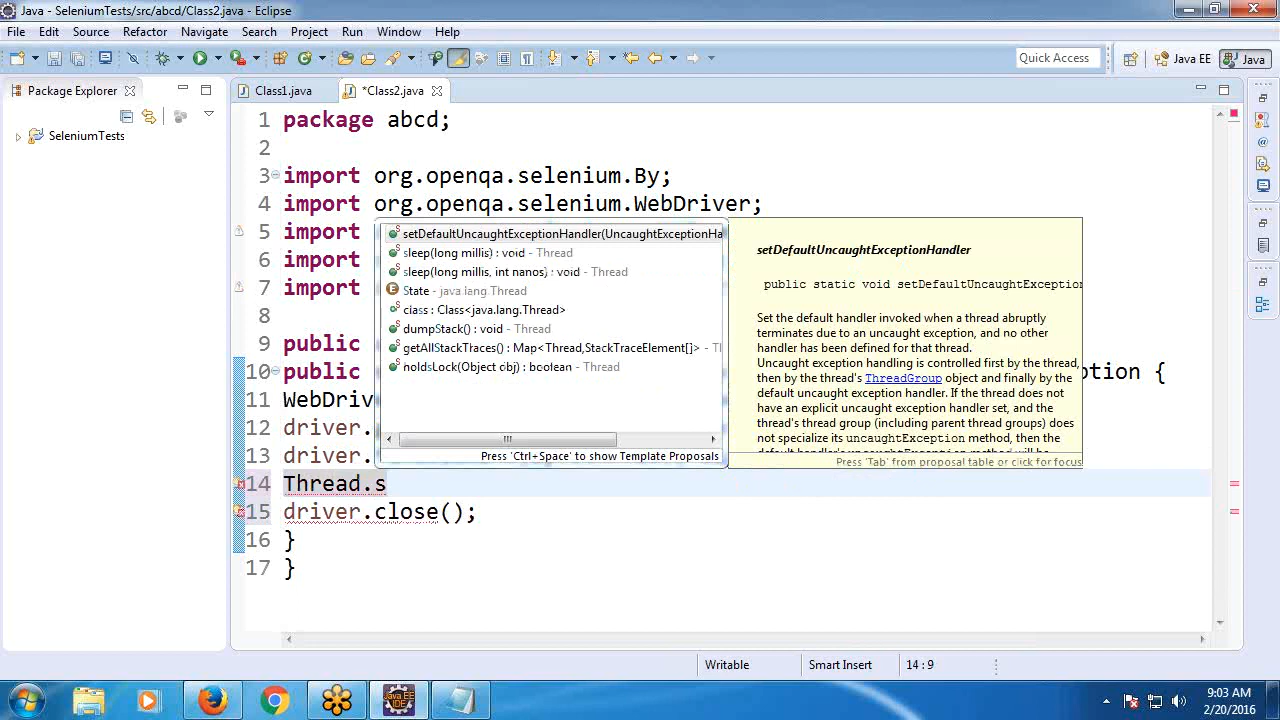 Java - SeleniumTests/src/abcd/Class2.java - Eclipse
File Edit Source Refactor Navigate Search Project Run Window Help
Quick Access
Java EE
Java
Package Explorer
Class1.java
*Class2.java
SeleniumTests
1 package abcd;
2
3 import org.openqa.selenium.By;
4 import org.openqa.selenium.WebDriver;
5 import
6 import
7 import
8
9 public
10 public ption {
11 WebDriv
12 driver.
13 driver.
14 Thread.s
15 driver.close();
16 }
17 }
setDefaultUncaughtExceptionHandler(UncaughtExceptionHa
sleep(long millis) : void - Thread
sleep(long millis, int nanos) : void - Thread
State - java.lang.Thread
class : Class<java.lang.Thread>
dumpStack() : void - Thread
getAllStackTraces() : Map<Thread,StackTraceElement[]> - T
holdsLock(Object obj) : boolean - Thread
Press 'Ctrl+Space' to show Template Proposals
setDefaultUncaughtExceptionHandler
public static void setDefaultUncaughtException
Set the default handler invoked when a thread abruptly
terminates due to an uncaught exception, and no other
handler has been defined for that thread.
Uncaught exception handling is controlled first by the thread,
then by the thread's ThreadGroup object and finally by the
default uncaught exception handler. If the thread does not
have an explicit uncaught exception handler set, and the
thread's thread group (including parent thread groups) does
not specialize its uncaughtException method, then the
default handler's uncaughtException method will be
Press 'Tab' from proposal table or click for focus
Writable
Smart Insert
14 : 9
Java EE
IDE
9:03 AM
2/20/2016